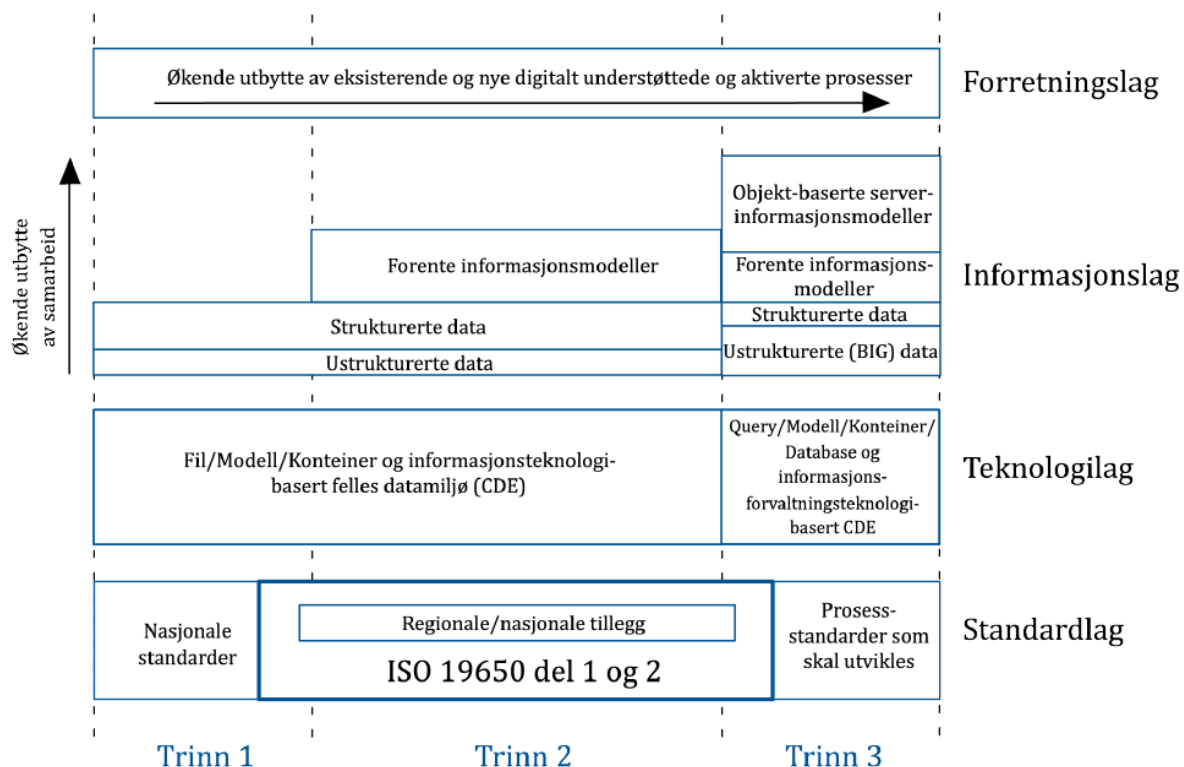 Økende utbytte av eksisterende og nye digitalt understøttede og aktiverte prosesser
Forretningslag
Økende utbytte
av samarbeid
Objekt-baserte server-
informasjonsmodeller
Forente informasjonsmodeller
Forente informasjons-
modeller
Strukturerte data
Strukturerte data
Ustrukturerte data
Ustrukturerte (BIG) data
Informasjonslag
Fil/Modell/Konteiner og informasjonsteknologi-
basert felles datamiljø (CDE)
Query/Modell/Konteiner/
Database og
informasjons-
forvaltningsteknologi-
basert CDE
Teknologilag
Nasjonale
standarder
Regionale/nasjonale tillegg
ISO 19650 del 1 og 2
Prosess-
standarder som
skal utvikles
Standardlag
Trinn 1
Trinn 2
Trinn 3